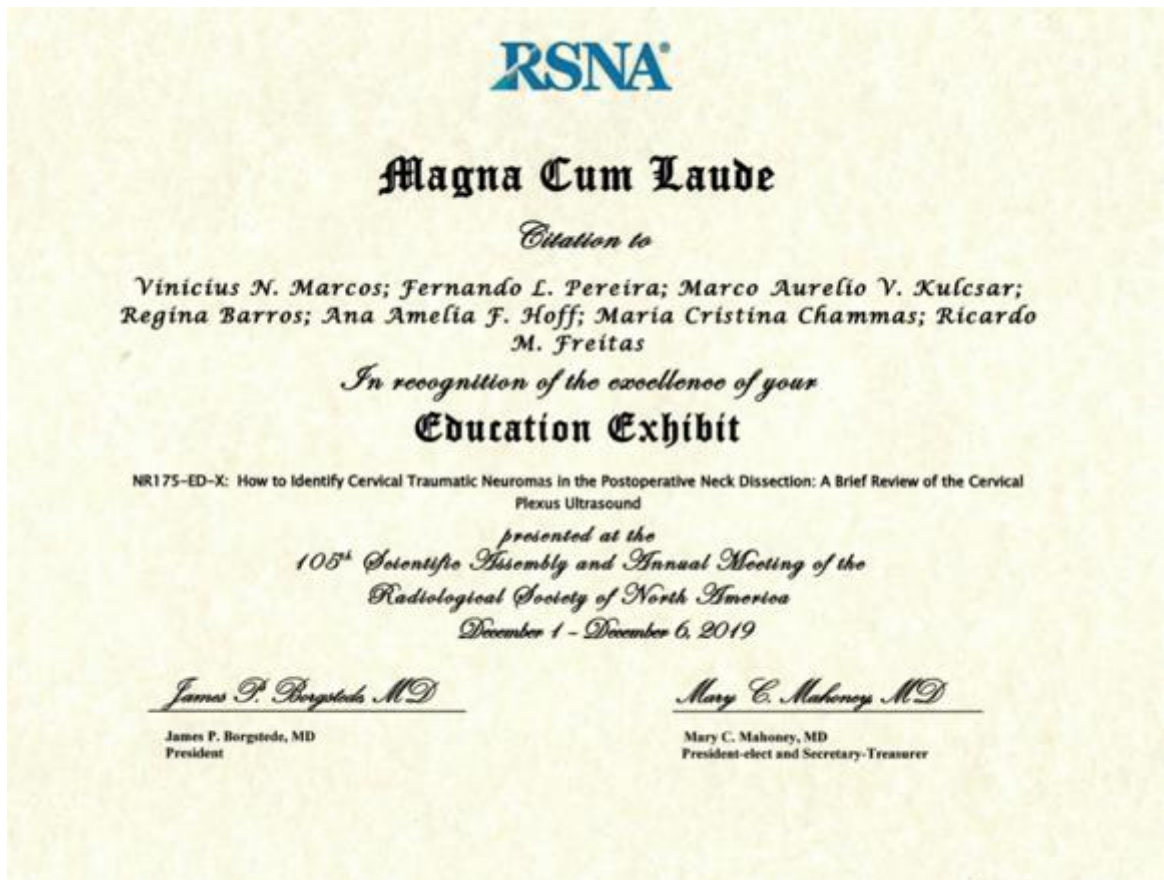 RSNA®
Magna Cum Laude
Citation to
Vinicius N. Marcos; Fernando L. Pereira; Marco Aurelio V. Kulcsar;
Regina Barros; Ana Amelia F. Hoff; Maria Cristina Chammas; Ricardo
M. Freitas
In recognition of the excellence of your
Education Exhibit
NR175-ED-X: How to Identify Cervical Traumatic Neuromas in the Postoperative Neck Dissection: A Brief Review of the Cervical
Plexus Ultrasound
presented at the
105th Scientific Assembly and Annual Meeting of the
Radiological Society of North America
December 1 - December 6, 2019
James P. Borgstede, MD
Mary C. Mahoney, MD
James P. Borgstede, MD
Mary C. Mahoney, MD
President
President-elect and Secretary-Treasurer